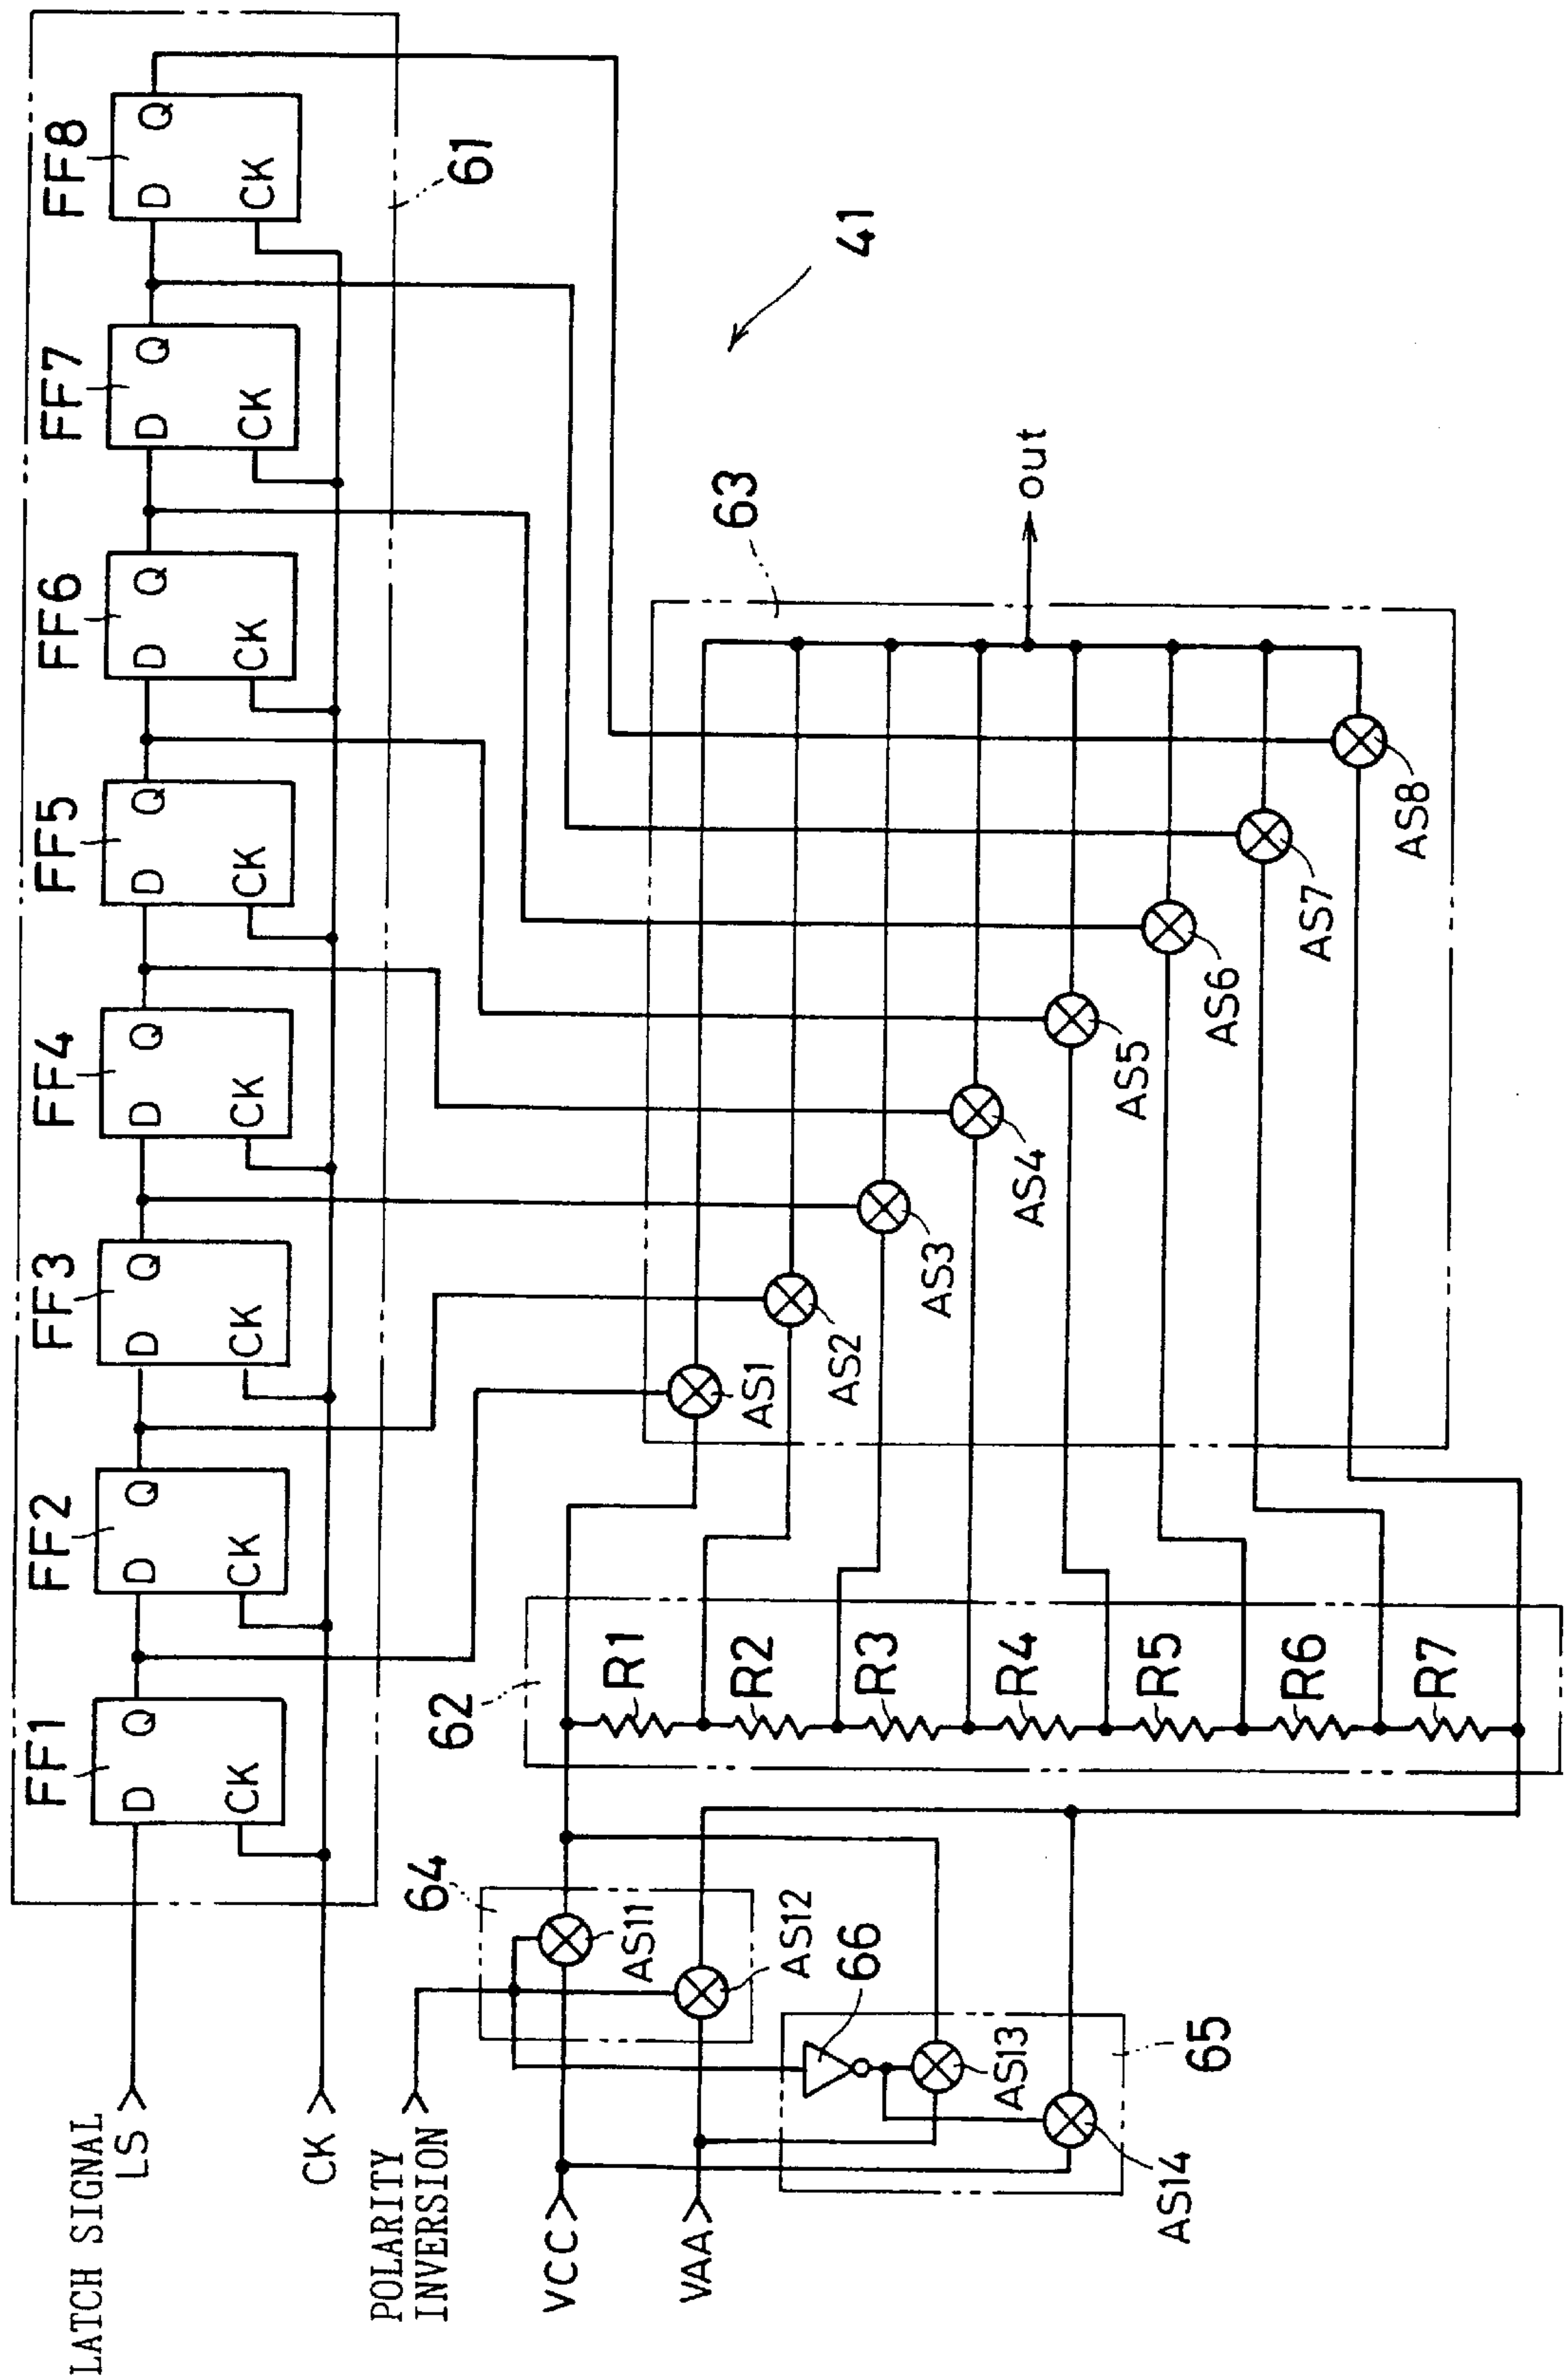 FF1
FF2
FF3
FF4
FF5
FF6
FF7
FF8
D Q
D Q
D Q
D Q
D Q
D Q
D Q
D Q
CK
CK
CK
CK
CK
CK
CK
CK
LATCH SIGNAL
LS
CK
61
POLARITY
INVERSION
64
62
63
41
VCC
AS11
R1
AS1
VAA
AS12
R2
AS2
66
R3
AS3
AS13
R4
AS4
out
65
R5
AS5
AS14
R6
AS6
R7
AS7
AS8